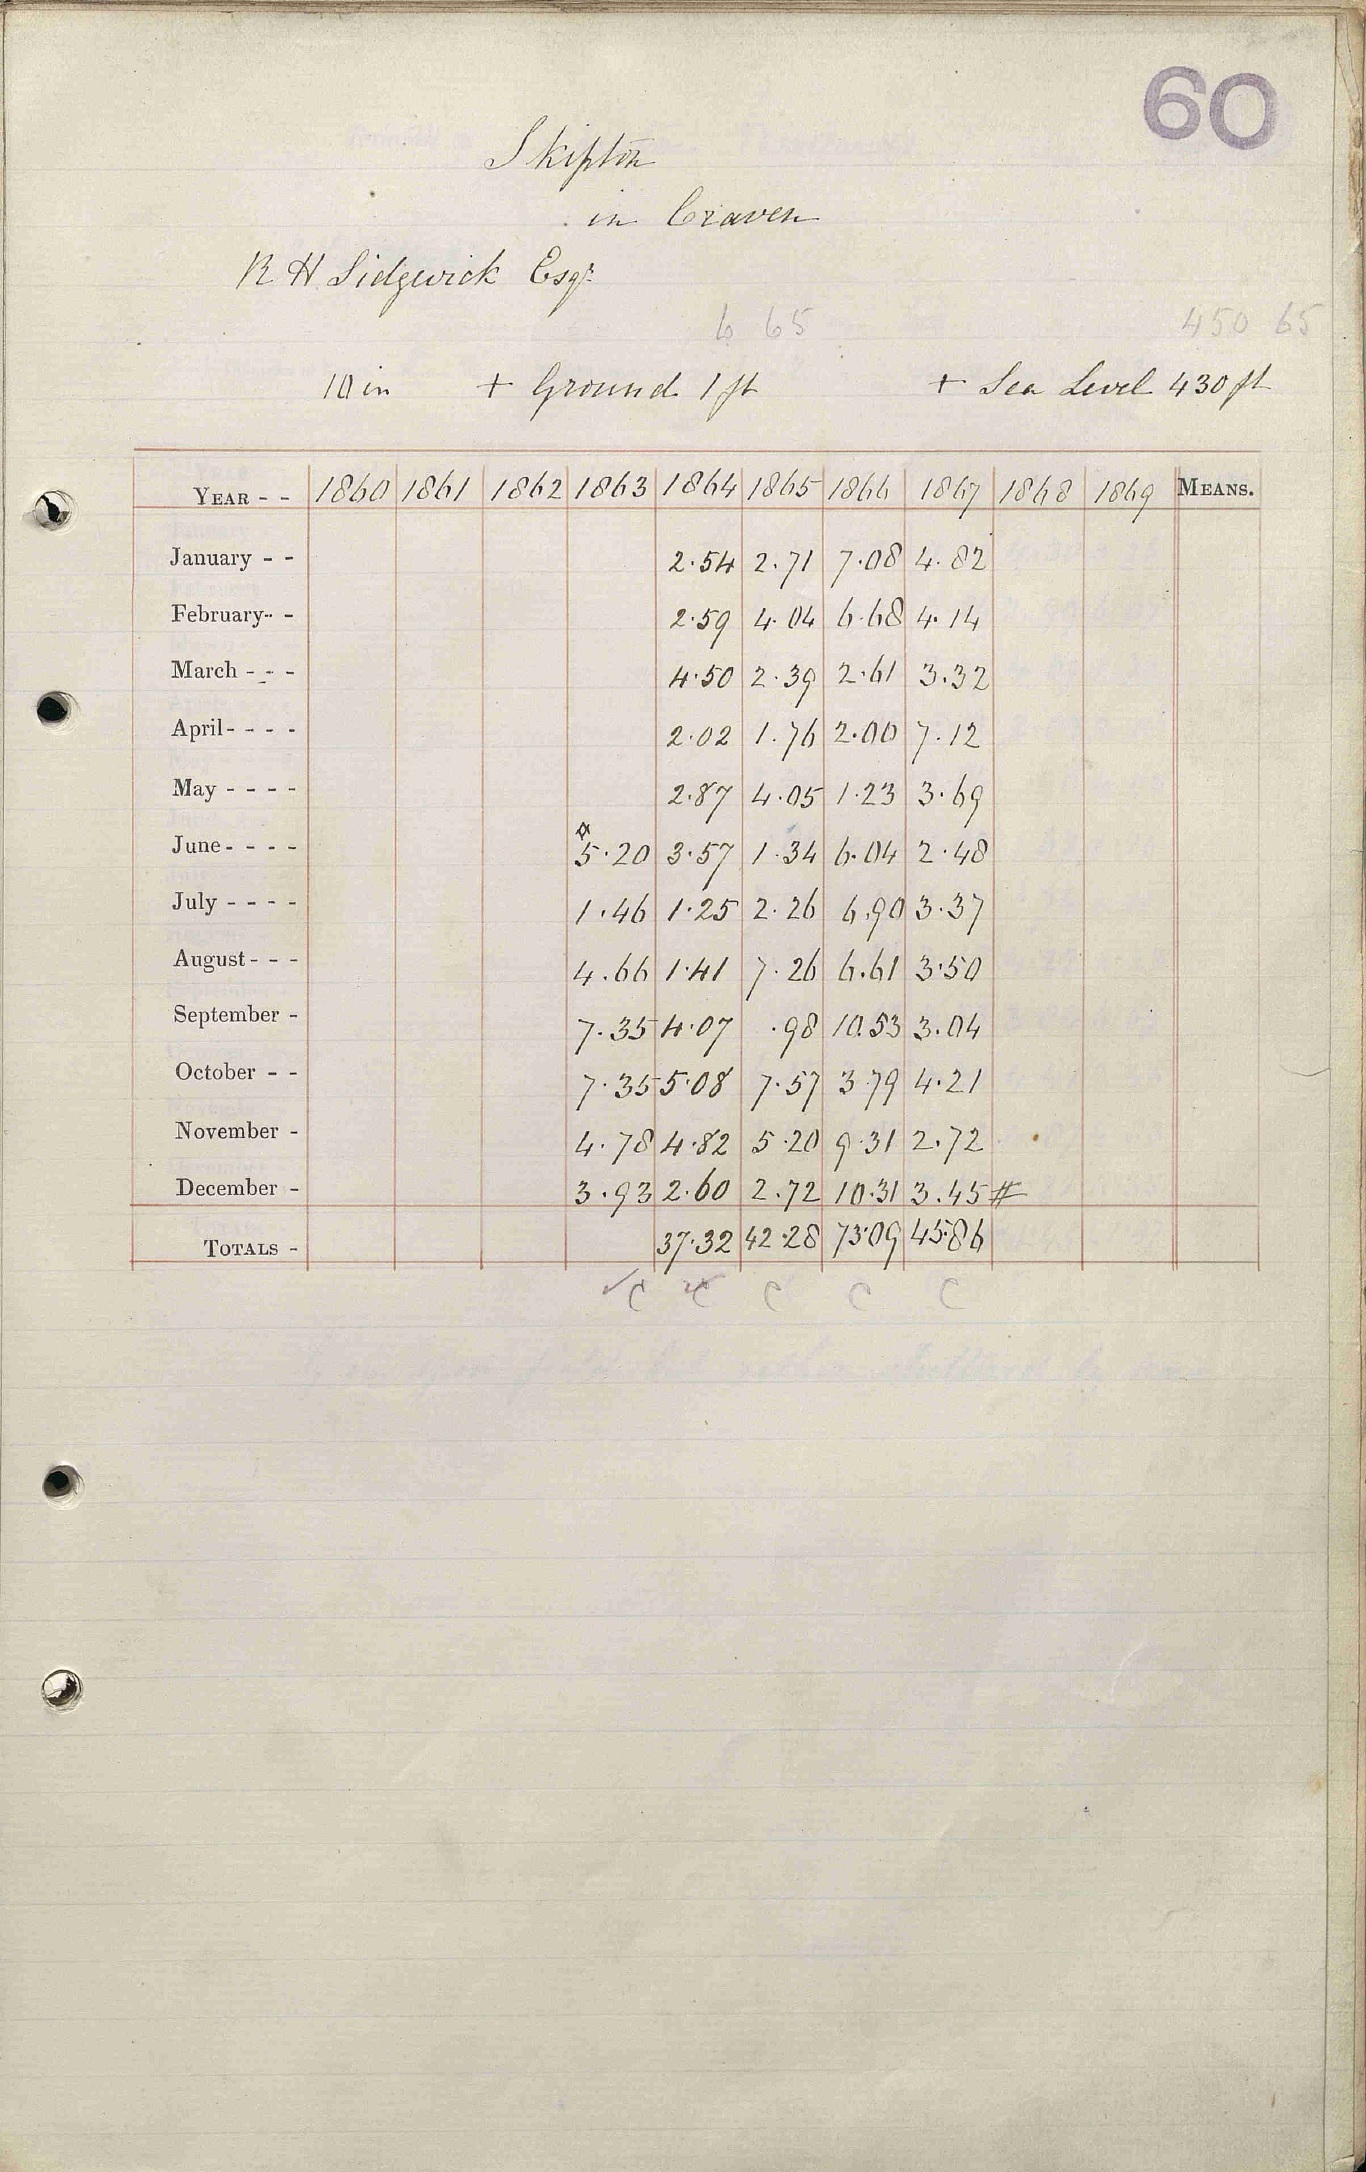 60
Skipton
in Craven
R H Sidgwick Esqr
6 65 450 65
10 in + Ground 1 ft + Sea Level 430 ft
YEAR - - 1860 1861 1862 1863 1864 1865 1866 1867 1868 1869 MEANS.
January - - 2.54 2.71 7.08 4.82
February- - 2.59 4.04 6.68 4.14
March - - - 4.50 2.39 2.61 3.32
April- - - - 2.02 1.76 2.00 7.12
May - - - - 2.87 4.05 1.23 3.69
June- - - - 5.20 3.57 1.34 6.04 2.48
July - - - - 1.46 1.25 2.26 6.90 3.37
August- - - 4.66 1.41 7.26 6.61 3.50
September - 7.35 4.07 .98 10.53 3.04
October - - 7.35 5.08 7.57 3.79 4.21
November - 4.78 4.82 5.20 9.31 2.72
December - 3.93 2.60 2.72 10.31 3.45 #
TOTALS - 37.32 42.28 73.09 45.86
C C C C C